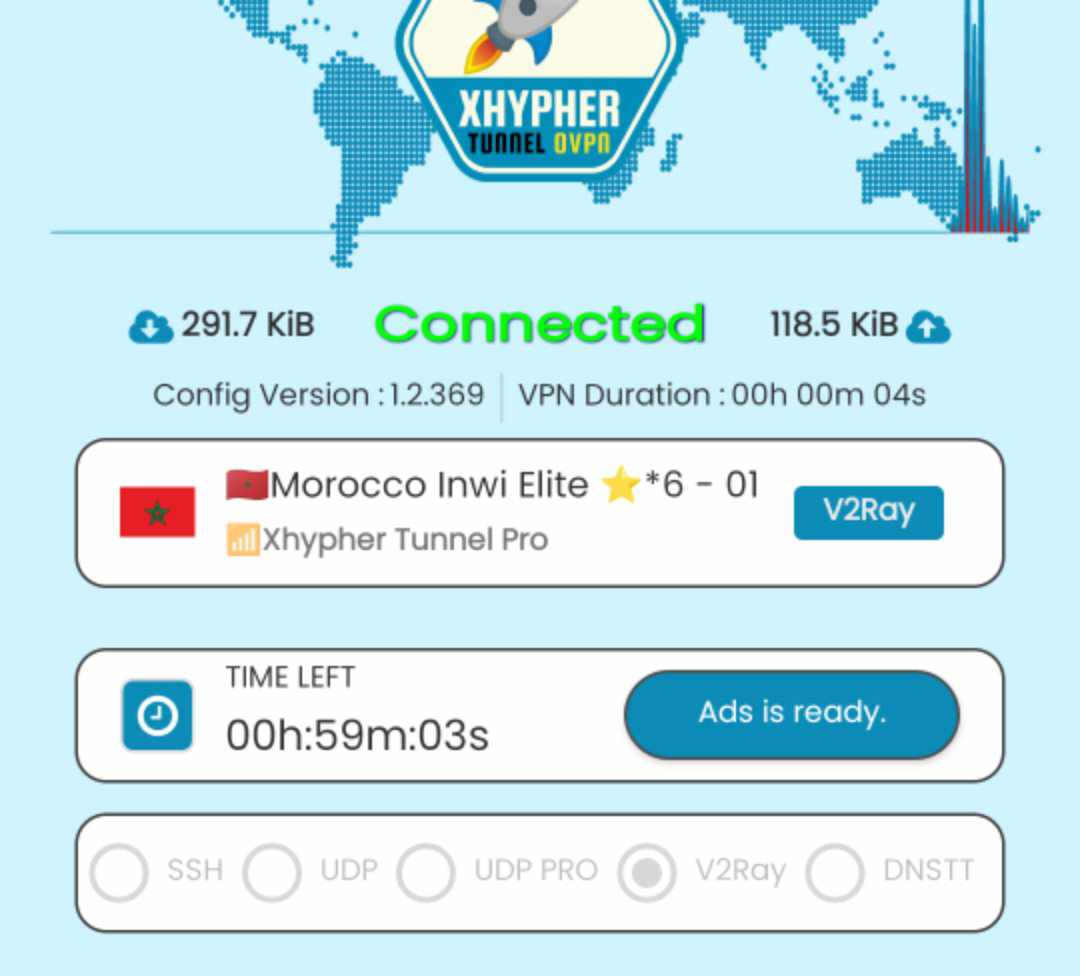 XHYPHER
TUNNEL OVPN
291.7 KiB Connected 118.5 KiB
Config Version : 1.2.369 VPN Duration : 00h 00m 04s
🇲🇦Morocco Inwi Elite ⭐*6 - 01
V2Ray
📶Xhypher Tunnel Pro
TIME LEFT
00h:59m:03s
Ads is ready.
SSH UDP UDP PRO V2Ray DNSTT